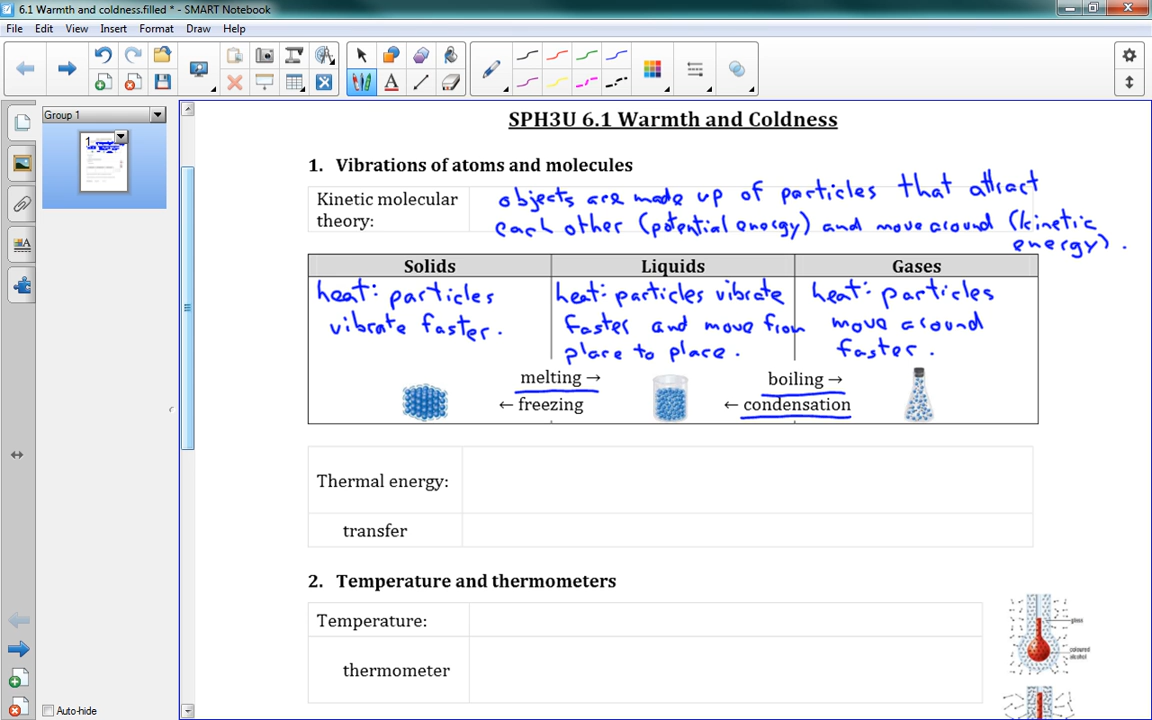 6.1 Warmth and coldness.filled * - SMART Notebook
File Edit View Insert Format Draw Help
Group 1
1
SPH3U 6.1 Warmth and Coldness
1. Vibrations of atoms and molecules
Kinetic molecular theory:
objects are made up of particles that attract
each other (potential energy) and move around (kinetic
energy).
Solids Liquids Gases
heat: particles
vibrate faster.
heat: particles vibrate
faster and move from
place to place.
heat: particles
move around
faster.
melting →
← freezing
boiling →
← condensation
Thermal energy:
transfer
2. Temperature and thermometers
Temperature:
thermometer
glass
coloured
alcohol
Auto-hide